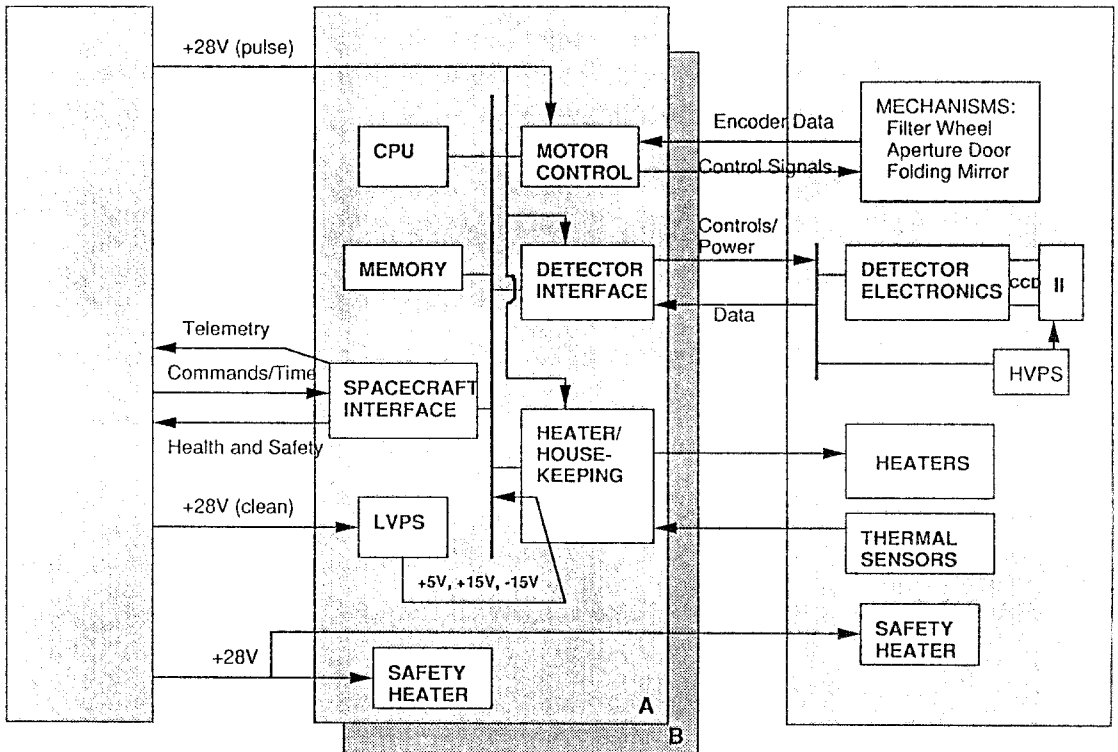 +28V (pulse)
CPU
MOTOR
CONTROL
Encoder Data
Control Signals
MECHANISMS:
Filter Wheel
Aperture Door
Folding Mirror
MEMORY
DETECTOR
INTERFACE
Controls/
Power
Data
DETECTOR
ELECTRONICS
CCD
II
HVPS
Telemetry
Commands/Time
Health and Safety
SPACECRAFT
INTERFACE
HEATER/
HOUSE-
KEEPING
HEATERS
+28V (clean)
LVPS
THERMAL
SENSORS
+5V, +15V, -15V
+28V
SAFETY
HEATER
SAFETY
HEATER
A
B